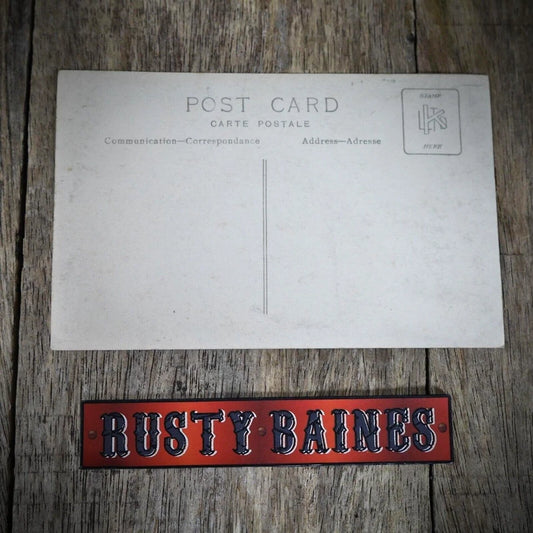 POST CARD
CARTE POSTALE
Communication—Correspondance
Address—Adresse
STAMP
HERE
RUSTY BAINES